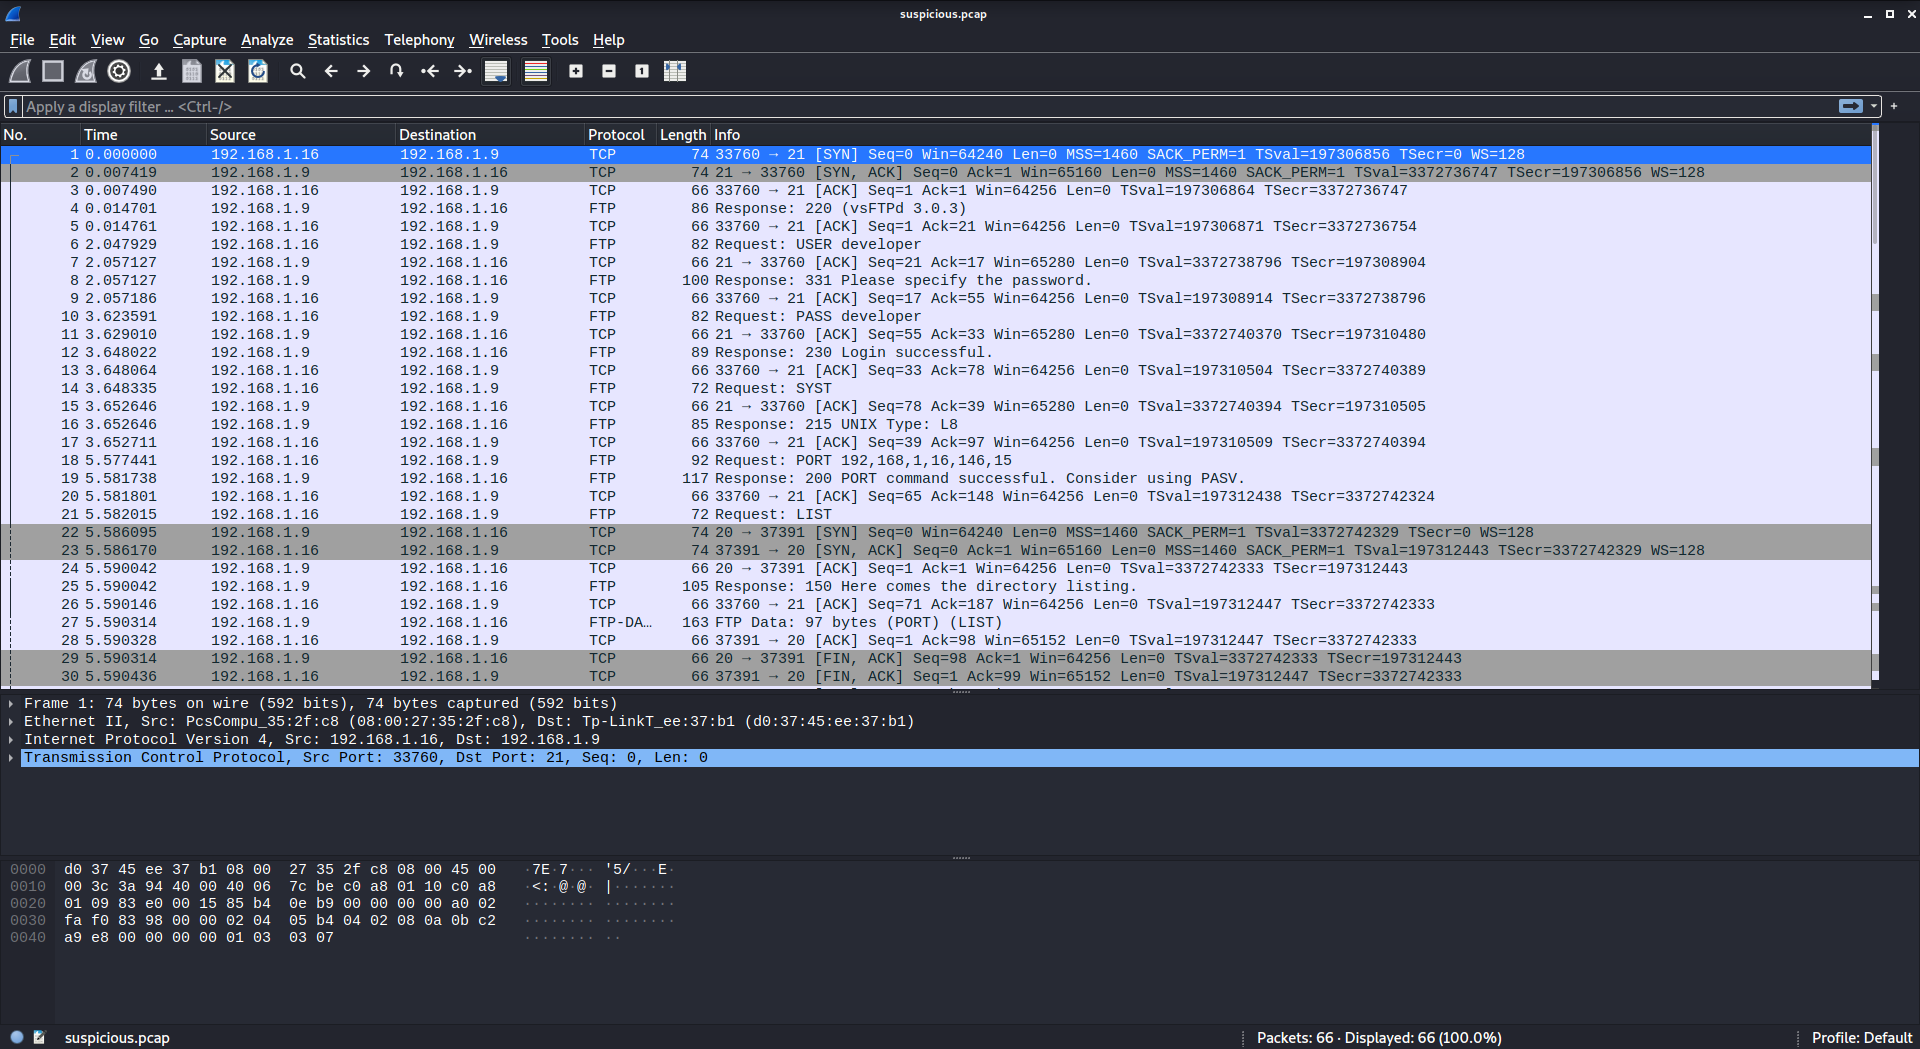 suspicious.pcap
File Edit View Go Capture Analyze Statistics Telephony Wireless Tools Help
Apply a display filter ... <Ctrl-/>
No. Time Source Destination Protocol Length Info
1 0.000000 192.168.1.16 192.168.1.9 TCP 74 33760 → 21 [SYN] Seq=0 Win=64240 Len=0 MSS=1460 SACK_PERM=1 TSval=197306856 TSecr=0 WS=128
2 0.007419 192.168.1.9 192.168.1.16 TCP 74 21 → 33760 [SYN, ACK] Seq=0 Ack=1 Win=65160 Len=0 MSS=1460 SACK_PERM=1 TSval=3372736747 TSecr=197306856 WS=128
3 0.007490 192.168.1.16 192.168.1.9 TCP 66 33760 → 21 [ACK] Seq=1 Ack=1 Win=64256 Len=0 TSval=197306864 TSecr=3372736747
4 0.014701 192.168.1.9 192.168.1.16 FTP 86 Response: 220 (vsFTPd 3.0.3)
5 0.014761 192.168.1.16 192.168.1.9 TCP 66 33760 → 21 [ACK] Seq=1 Ack=21 Win=64256 Len=0 TSval=197306871 TSecr=3372736754
6 2.047929 192.168.1.16 192.168.1.9 FTP 82 Request: USER developer
7 2.057127 192.168.1.9 192.168.1.16 TCP 66 21 → 33760 [ACK] Seq=21 Ack=17 Win=65280 Len=0 TSval=3372738796 TSecr=197308904
8 2.057127 192.168.1.9 192.168.1.16 FTP 100 Response: 331 Please specify the password.
9 2.057186 192.168.1.16 192.168.1.9 TCP 66 33760 → 21 [ACK] Seq=17 Ack=55 Win=64256 Len=0 TSval=197308914 TSecr=3372738796
10 3.623591 192.168.1.16 192.168.1.9 FTP 82 Request: PASS developer
11 3.629010 192.168.1.9 192.168.1.16 TCP 66 21 → 33760 [ACK] Seq=55 Ack=33 Win=65280 Len=0 TSval=3372740370 TSecr=197310480
12 3.648022 192.168.1.9 192.168.1.16 FTP 89 Response: 230 Login successful.
13 3.648064 192.168.1.16 192.168.1.9 TCP 66 33760 → 21 [ACK] Seq=33 Ack=78 Win=64256 Len=0 TSval=197310504 TSecr=3372740389
14 3.648335 192.168.1.16 192.168.1.9 FTP 72 Request: SYST
15 3.652646 192.168.1.9 192.168.1.16 TCP 66 21 → 33760 [ACK] Seq=78 Ack=39 Win=65280 Len=0 TSval=3372740394 TSecr=197310505
16 3.652646 192.168.1.9 192.168.1.16 FTP 85 Response: 215 UNIX Type: L8
17 3.652711 192.168.1.16 192.168.1.9 TCP 66 33760 → 21 [ACK] Seq=39 Ack=97 Win=64256 Len=0 TSval=197310509 TSecr=3372740394
18 5.577441 192.168.1.16 192.168.1.9 FTP 92 Request: PORT 192,168,1,16,146,15
19 5.581738 192.168.1.9 192.168.1.16 FTP 117 Response: 200 PORT command successful. Consider using PASV.
20 5.581801 192.168.1.16 192.168.1.9 TCP 66 33760 → 21 [ACK] Seq=65 Ack=148 Win=64256 Len=0 TSval=197312438 TSecr=3372742324
21 5.582015 192.168.1.16 192.168.1.9 FTP 72 Request: LIST
22 5.586095 192.168.1.9 192.168.1.16 TCP 74 20 → 37391 [SYN] Seq=0 Win=64240 Len=0 MSS=1460 SACK_PERM=1 TSval=3372742329 TSecr=0 WS=128
23 5.586170 192.168.1.16 192.168.1.9 TCP 74 37391 → 20 [SYN, ACK] Seq=0 Ack=1 Win=65160 Len=0 MSS=1460 SACK_PERM=1 TSval=197312443 TSecr=3372742329 WS=128
24 5.590042 192.168.1.9 192.168.1.16 TCP 66 20 → 37391 [ACK] Seq=1 Ack=1 Win=64256 Len=0 TSval=3372742333 TSecr=197312443
25 5.590042 192.168.1.9 192.168.1.16 FTP 105 Response: 150 Here comes the directory listing.
26 5.590146 192.168.1.16 192.168.1.9 TCP 66 33760 → 21 [ACK] Seq=71 Ack=187 Win=64256 Len=0 TSval=197312447 TSecr=3372742333
27 5.590314 192.168.1.9 192.168.1.16 FTP-DA… 163 FTP Data: 97 bytes (PORT) (LIST)
28 5.590328 192.168.1.16 192.168.1.9 TCP 66 37391 → 20 [ACK] Seq=1 Ack=98 Win=65152 Len=0 TSval=197312447 TSecr=3372742333
29 5.590314 192.168.1.9 192.168.1.16 TCP 66 20 → 37391 [FIN, ACK] Seq=98 Ack=1 Win=64256 Len=0 TSval=3372742333 TSecr=197312443
30 5.590436 192.168.1.16 192.168.1.9 TCP 66 37391 → 20 [FIN, ACK] Seq=1 Ack=99 Win=65152 Len=0 TSval=197312447 TSecr=3372742333
Frame 1: 74 bytes on wire (592 bits), 74 bytes captured (592 bits)
Ethernet II, Src: PcsCompu_35:2f:c8 (08:00:27:35:2f:c8), Dst: Tp-LinkT_ee:37:b1 (d0:37:45:ee:37:b1)
Internet Protocol Version 4, Src: 192.168.1.16, Dst: 192.168.1.9
Transmission Control Protocol, Src Port: 33760, Dst Port: 21, Seq: 0, Len: 0
0000 d0 37 45 ee 37 b1 08 00 27 35 2f c8 08 00 45 00 ·7E·7··· '5/···E·
0010 00 3c 3a 94 40 00 40 06 7c be c0 a8 01 10 c0 a8 ·<:·@·@· |·······
0020 01 09 83 e0 00 15 85 b4 0e b9 00 00 00 00 a0 02 ········ ········
0030 fa f0 83 98 00 00 02 04 05 b4 04 02 08 0a 0b c2 ········ ········
0040 a9 e8 00 00 00 00 01 03 03 07 ········ ··
suspicious.pcap
Packets: 66 · Displayed: 66 (100.0%)
Profile: Default